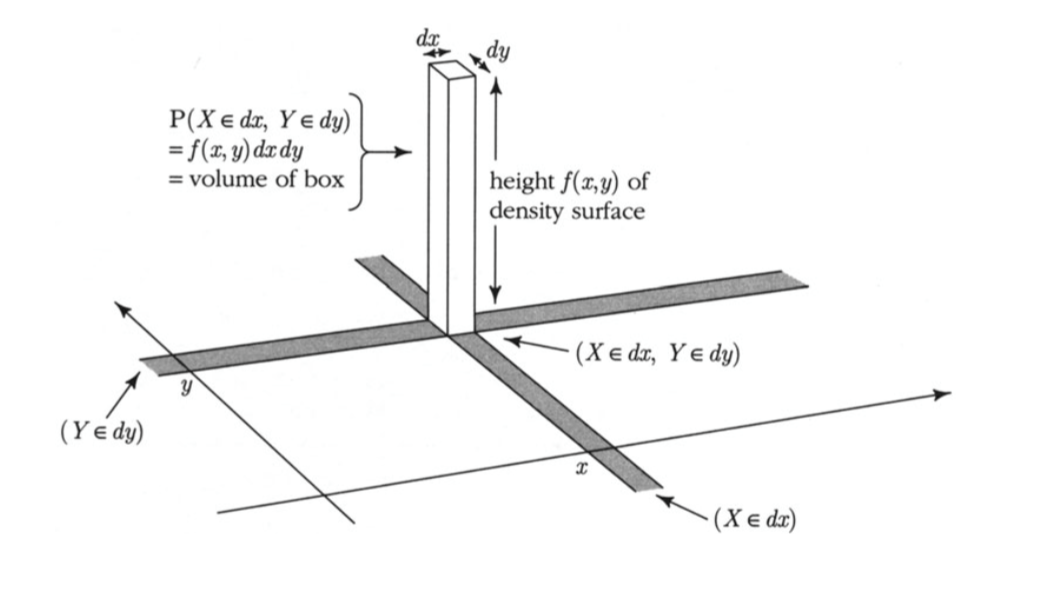 dx
dy
P(X ∈ dx, Y ∈ dy)
= f(x, y) dx dy
= volume of box
height f(x,y) of
density surface
(X ∈ dx, Y ∈ dy)
y
(Y ∈ dy)
x
(X ∈ dx)